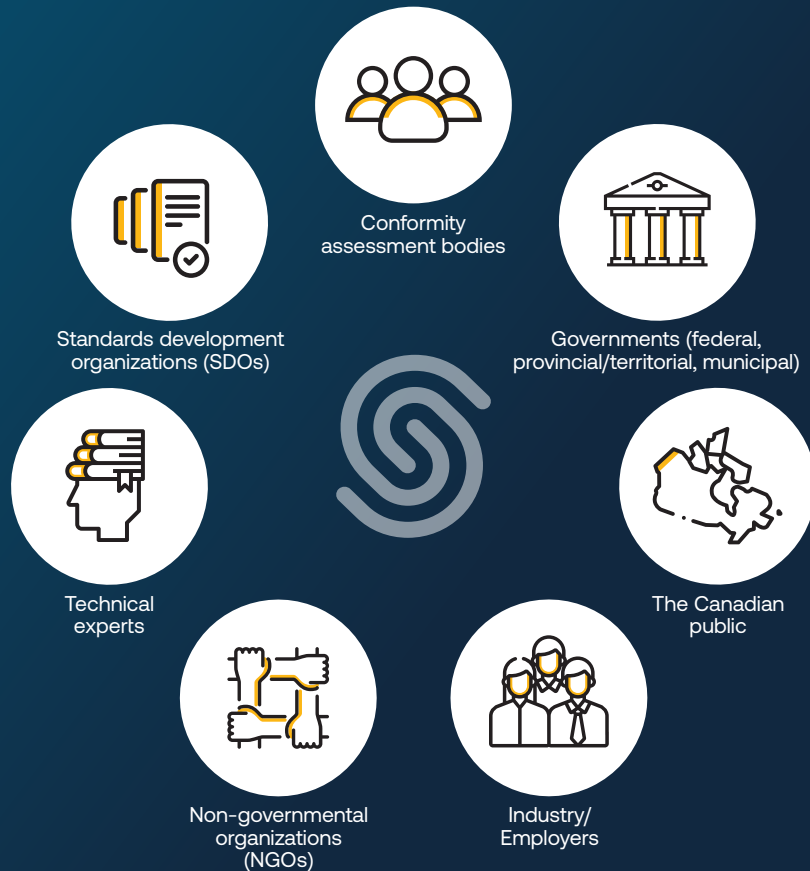 Conformity
assessment bodies
Standards development
organizations (SDOs)
Governments (federal,
provincial/territorial, municipal)
Technical
experts
The Canadian
public
Non-governmental
organizations
(NGOs)
Industry/
Employers